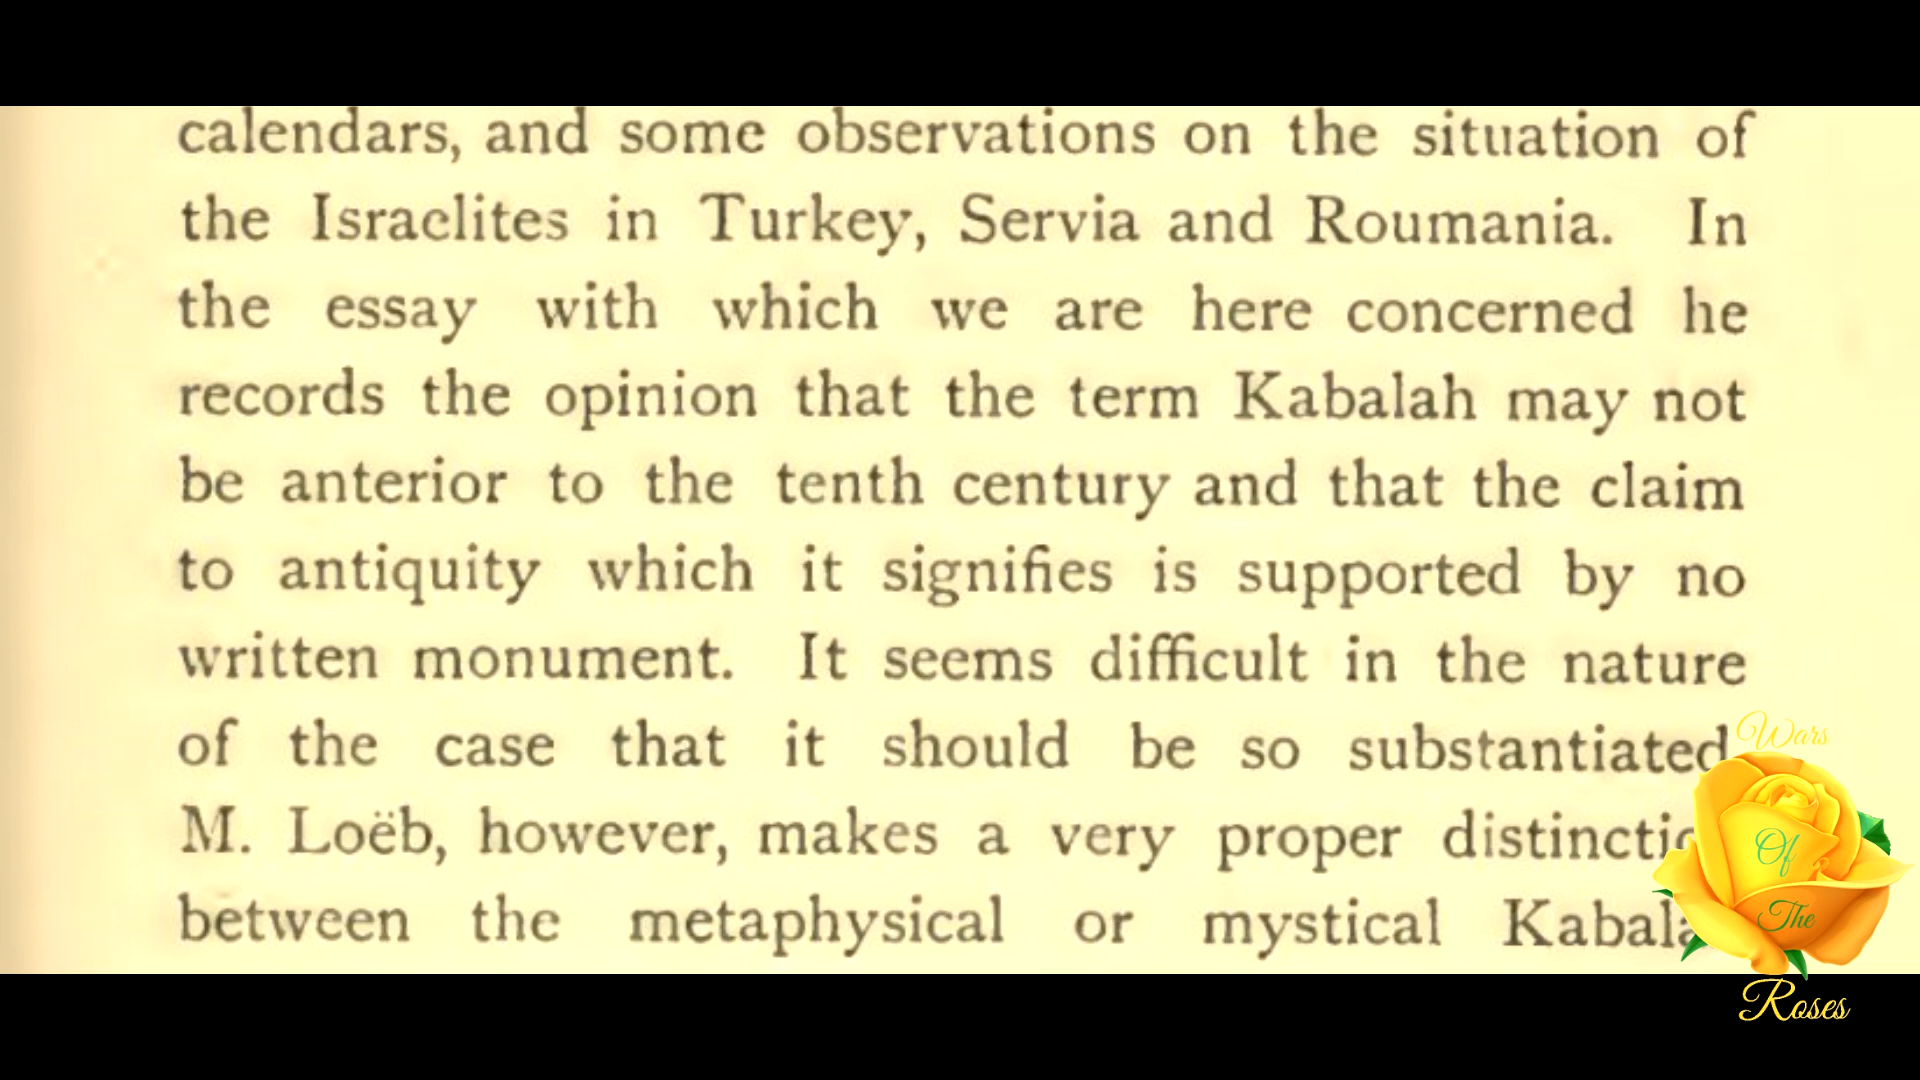 calendars, and some observations on the situation of
the Israelites in Turkey, Servia and Roumania. In
the essay with which we are here concerned he
records the opinion that the term Kabalah may not
be anterior to the tenth century and that the claim
to antiquity which it signifies is supported by no
written monument. It seems difficult in the nature
of the case that it should be so substantiated
M. Loëb, however, makes a very proper
between the metaphysical or mystical
Wars
Of
The
Roses